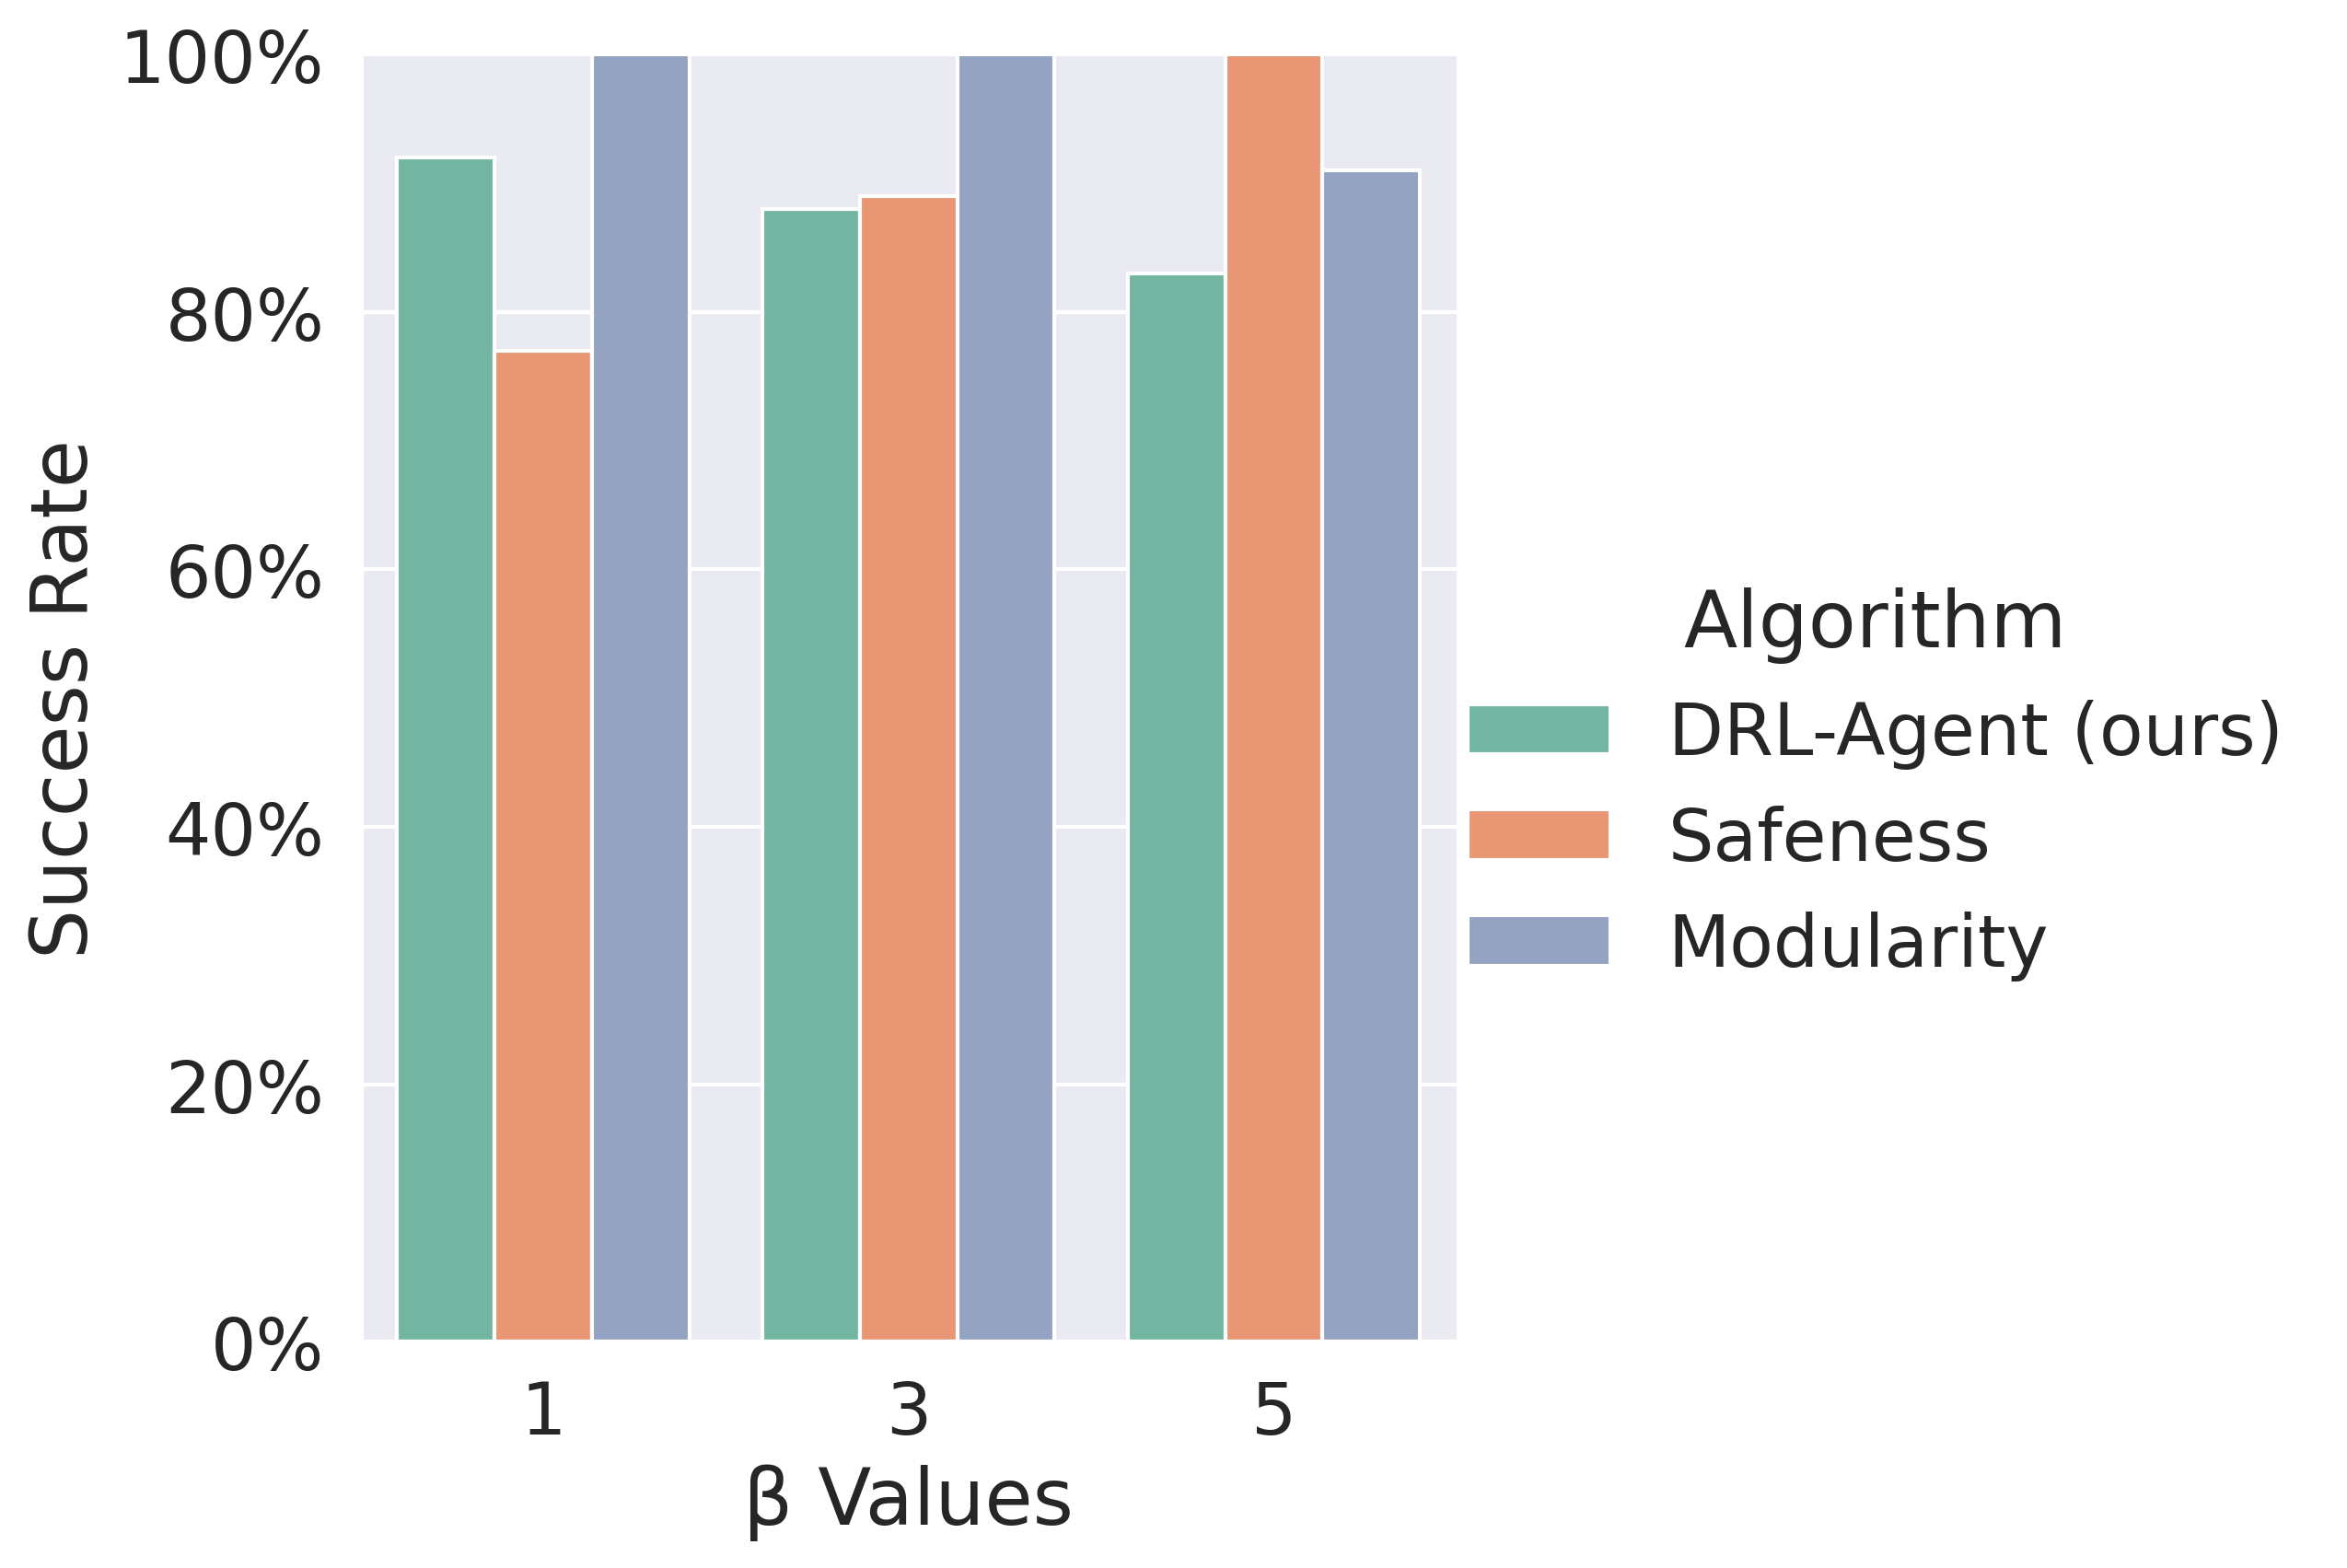 100%
80%
60%
40%
20%
0%
Success Rate
1 3 5
β Values
Algorithm
DRL-Agent (ours)
Safeness
Modularity